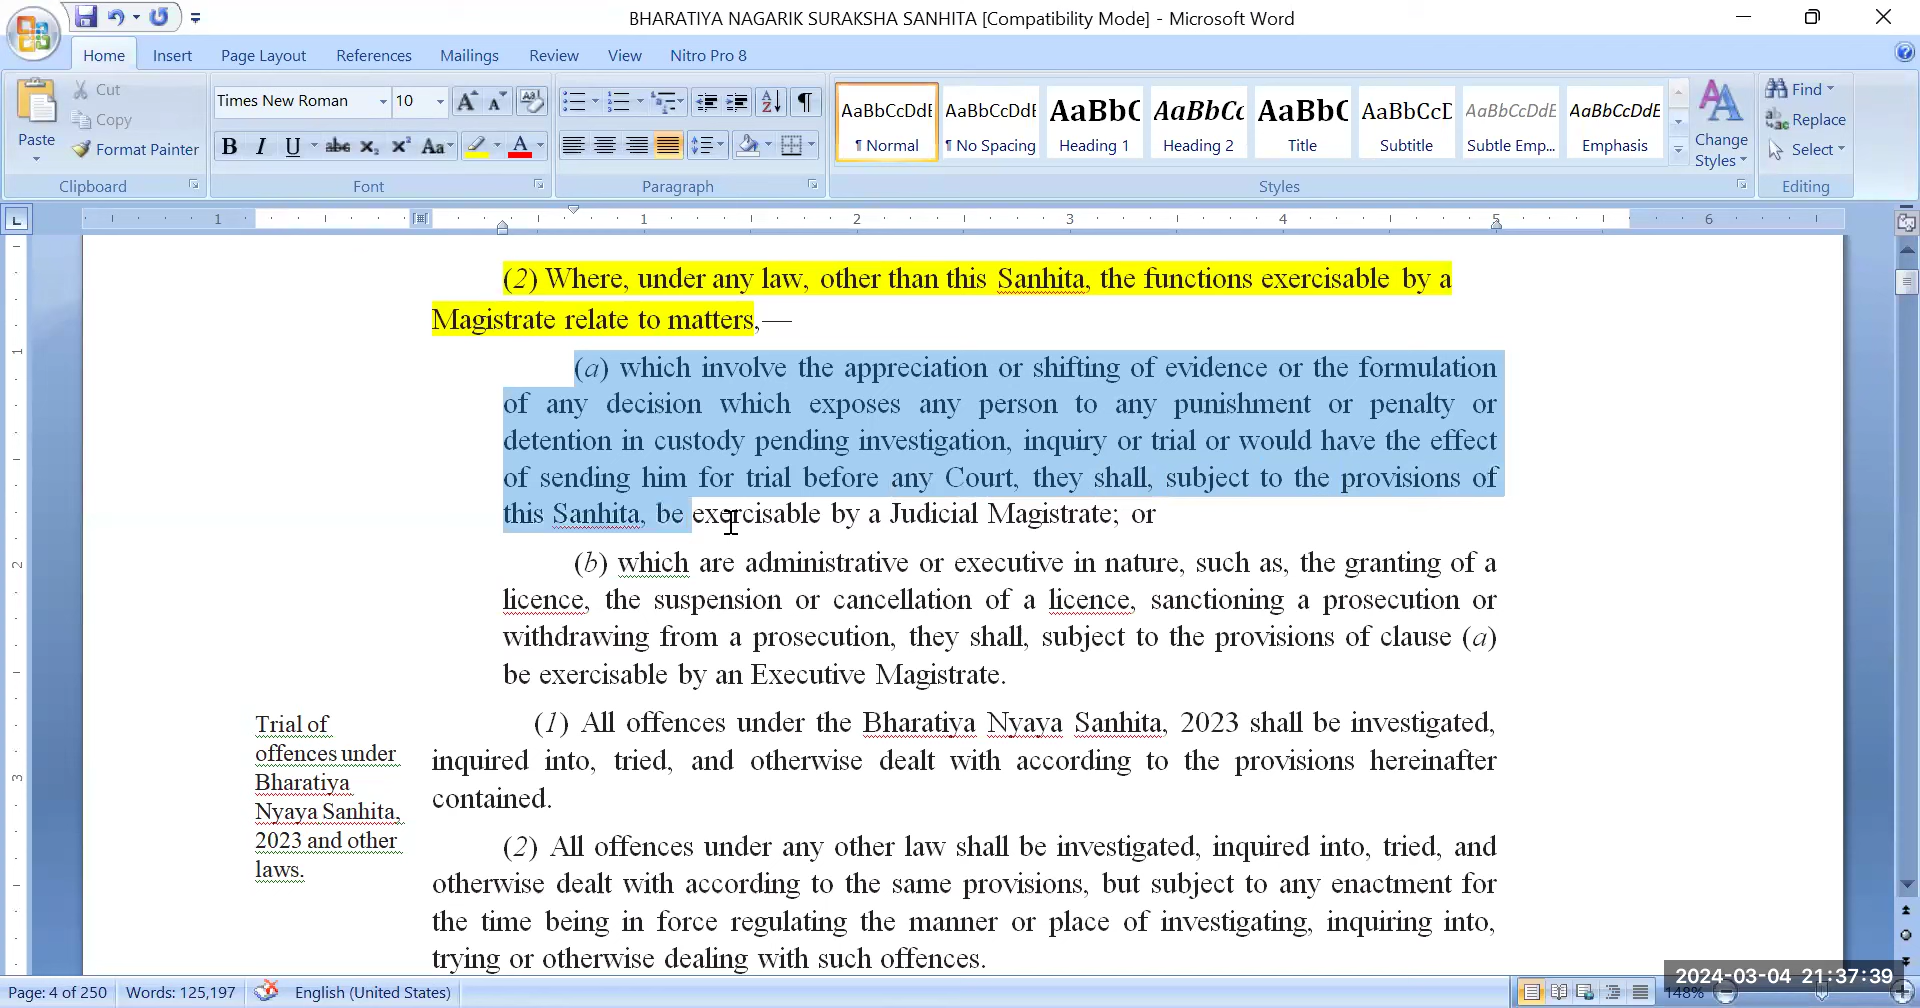 BHARATIYA NAGARIK SURAKSHA SANHITA [Compatibility Mode] - Microsoft Word
Home Insert Page Layout References Mailings Review View Nitro Pro 8
Paste
Cut
Copy
Format Painter
Clipboard
Times New Roman 10
Font
Paragraph
AaBbCcDdE AaBbCcDdE AaBbC AaBbCc AaBbC AaBbCcD AaBbCcDdE AaBbCcDdE
¶ Normal ¶ No Spacing Heading 1 Heading 2 Title Subtitle Subtle Emp... Emphasis
Change Styles
Styles
Find
Replace
Select
Editing
1 1 2 3 4 5 6
(2) Where, under any law, other than this Sanhita, the functions exercisable by a
Magistrate relate to matters,—
(a) which involve the appreciation or shifting of evidence or the formulation
of any decision which exposes any person to any punishment or penalty or
detention in custody pending investigation, inquiry or trial or would have the effect
of sending him for trial before any Court, they shall, subject to the provisions of
this Sanhita, be exercisable by a Judicial Magistrate; or
(b) which are administrative or executive in nature, such as, the granting of a
licence, the suspension or cancellation of a licence, sanctioning a prosecution or
withdrawing from a prosecution, they shall, subject to the provisions of clause (a)
be exercisable by an Executive Magistrate.
Trial of
offences under
Bharatiya
Nyaya Sanhita,
2023 and other
laws.
(1) All offences under the Bharatiya Nyaya Sanhita, 2023 shall be investigated,
inquired into, tried, and otherwise dealt with according to the provisions hereinafter
contained.
(2) All offences under any other law shall be investigated, inquired into, tried, and
otherwise dealt with according to the same provisions, but subject to any enactment for
the time being in force regulating the manner or place of investigating, inquiring into,
trying or otherwise dealing with such offences.
Page: 4 of 250 Words: 125,197 English (United States) 148%
2024-03-04 21:37:39